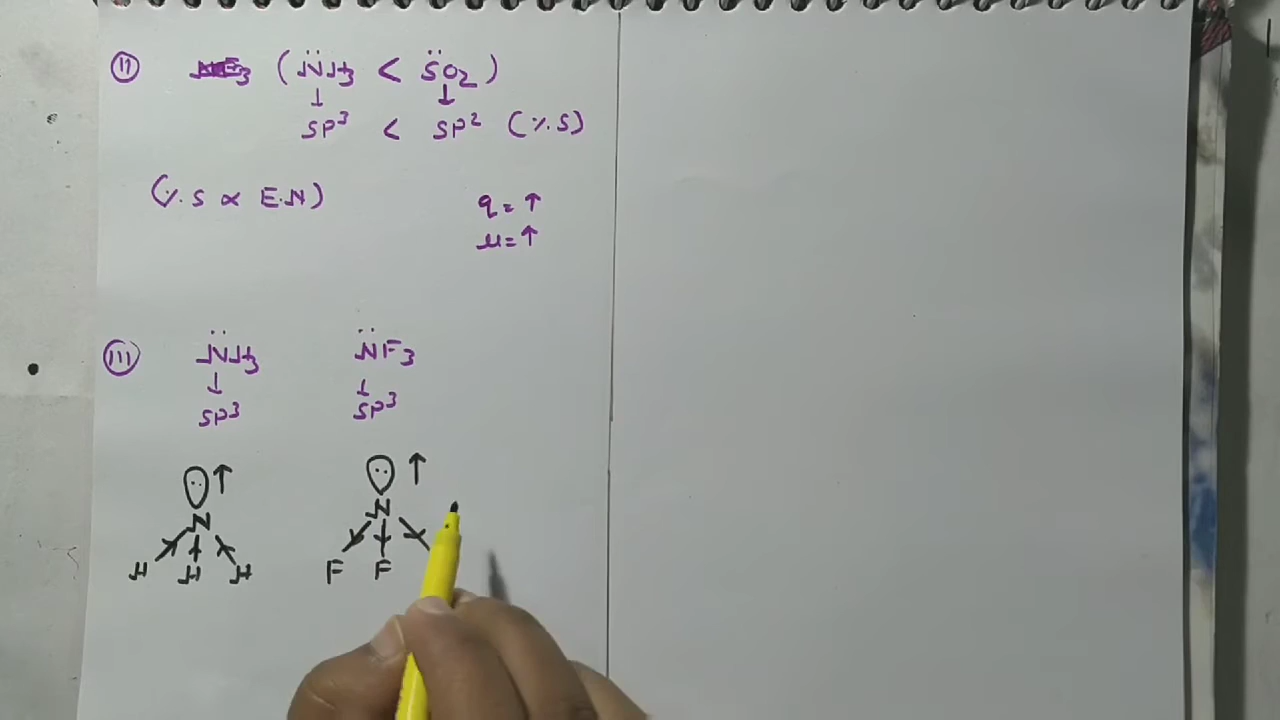 (II) (N̈H₃ < S̈O₂)
↓ ↓
SP³ < SP² (%.S)
(%.S ∝ E.N) q = ↑
μ = ↑
(III) N̈H₃ N̈F₃
↓ ↓
SP³ SP³
↑ ↑
N N
H H H F F